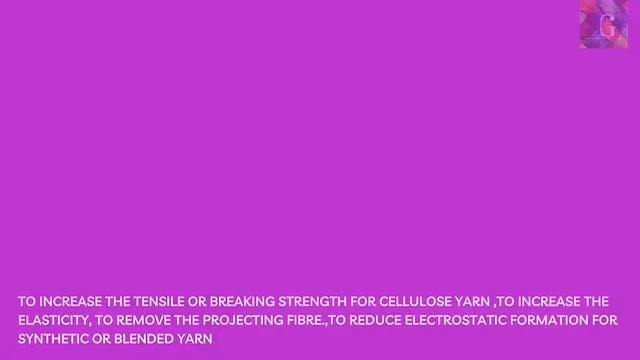 G
TO INCREASE THE TENSILE OR BREAKING STRENGTH FOR CELLULOSE YARN ,TO INCREASE THE
ELASTICITY, TO REMOVE THE PROJECTING FIBRE.,TO REDUCE ELECTROSTATIC FORMATION FOR
SYNTHETIC OR BLENDED YARN